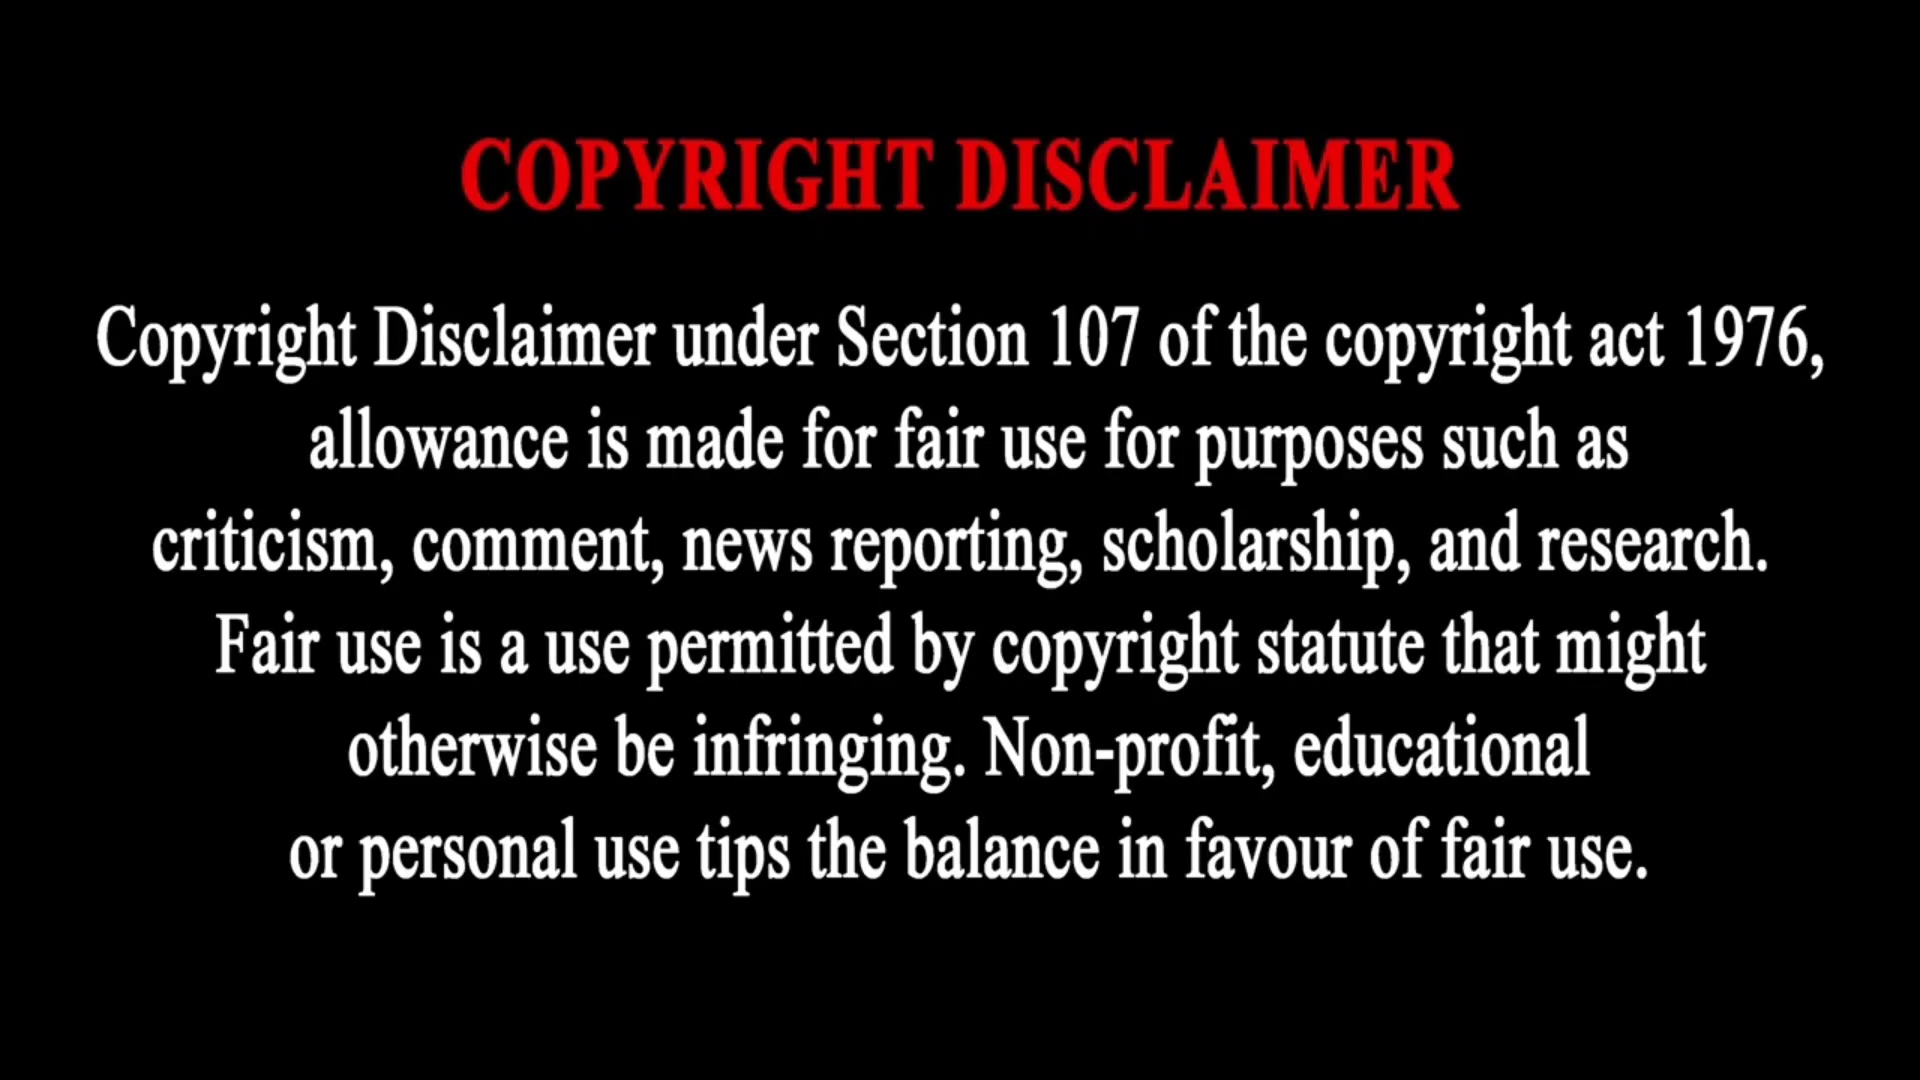 COPYRIGHT DISCLAIMER
Copyright Disclaimer under Section 107 of the copyright act 1976,
allowance is made for fair use for purposes such as
criticism, comment, news reporting, scholarship, and research.
Fair use is a use permitted by copyright statute that might
otherwise be infringing. Non-profit, educational
or personal use tips the balance in favour of fair use.